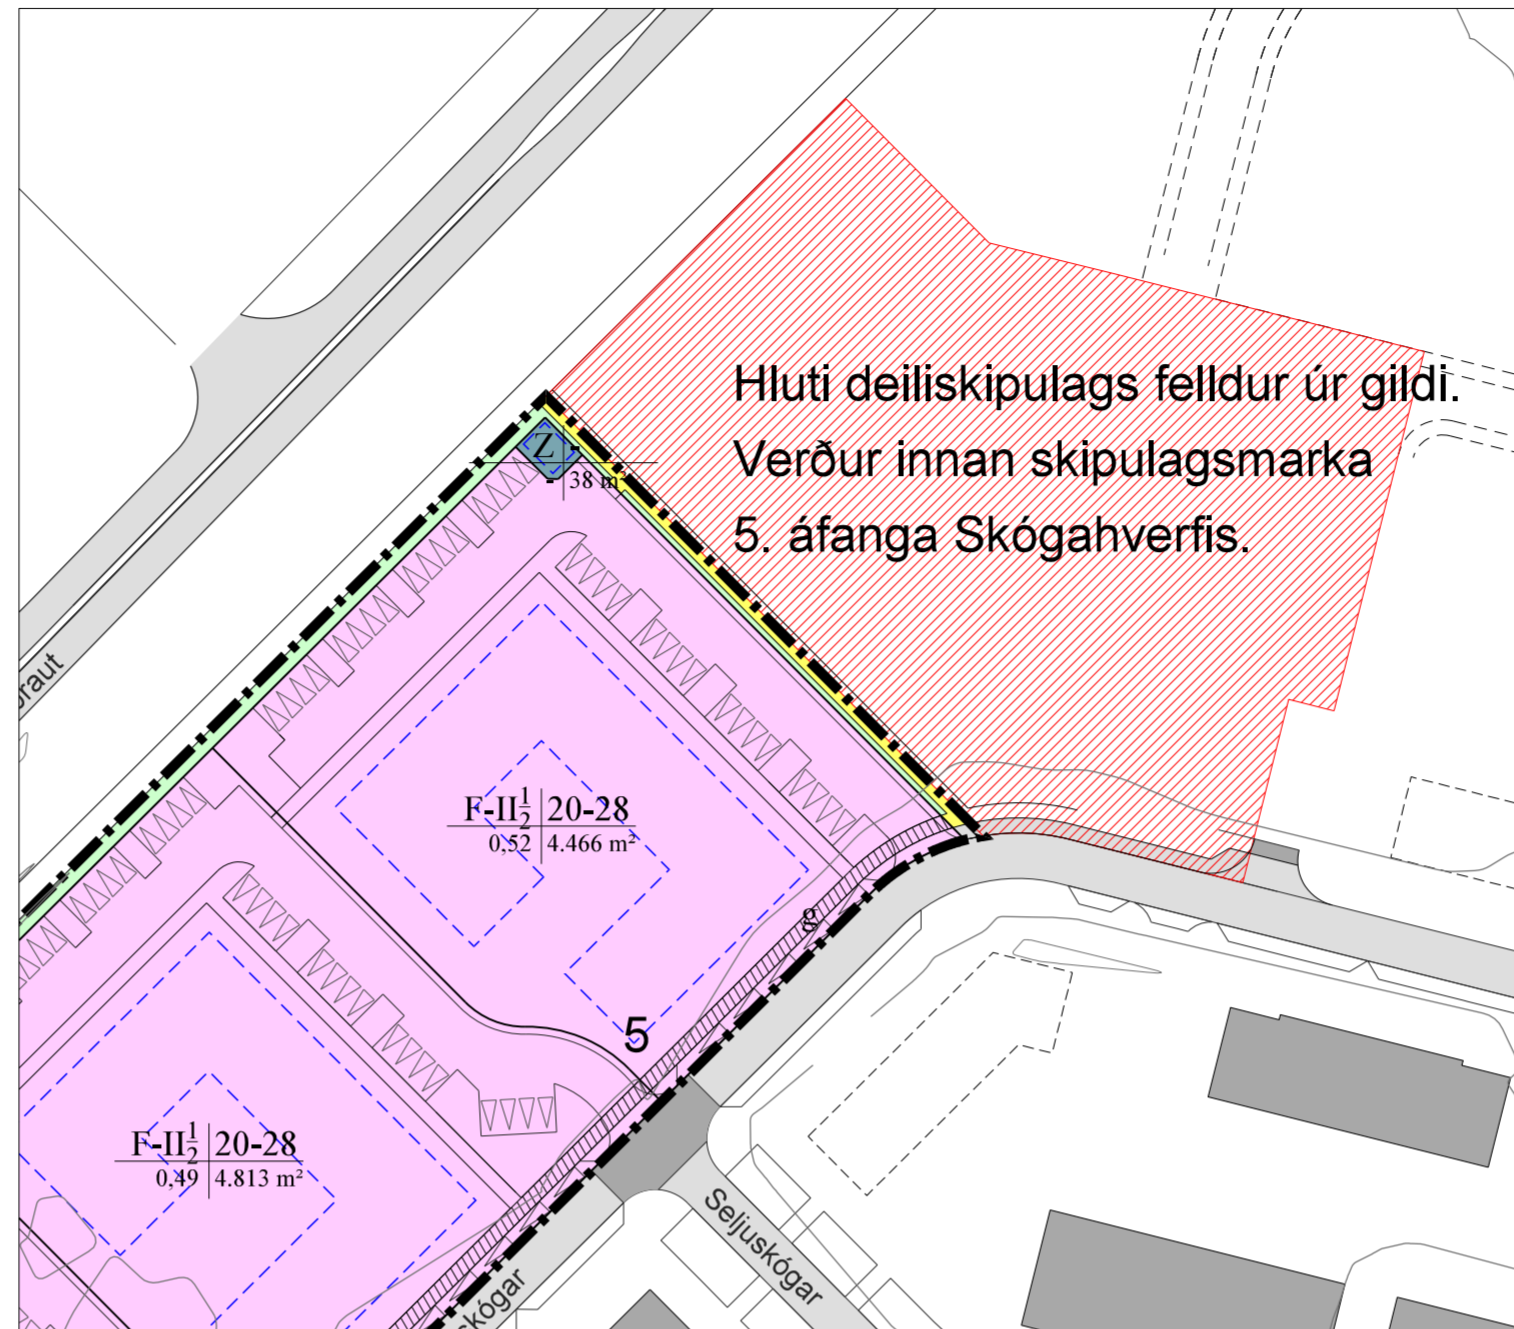 Hluti deiliskipulags felldur úr gildi.
Verður innan skipulagsmarka
5. áfanga Skógahverfis.
Z -
- 38 m²
braut
F-II½ 20-28
0,52 4.466 m²
g
5
F-II½ 20-28
0,49 4.813 m²
Seljuskógar
skógar